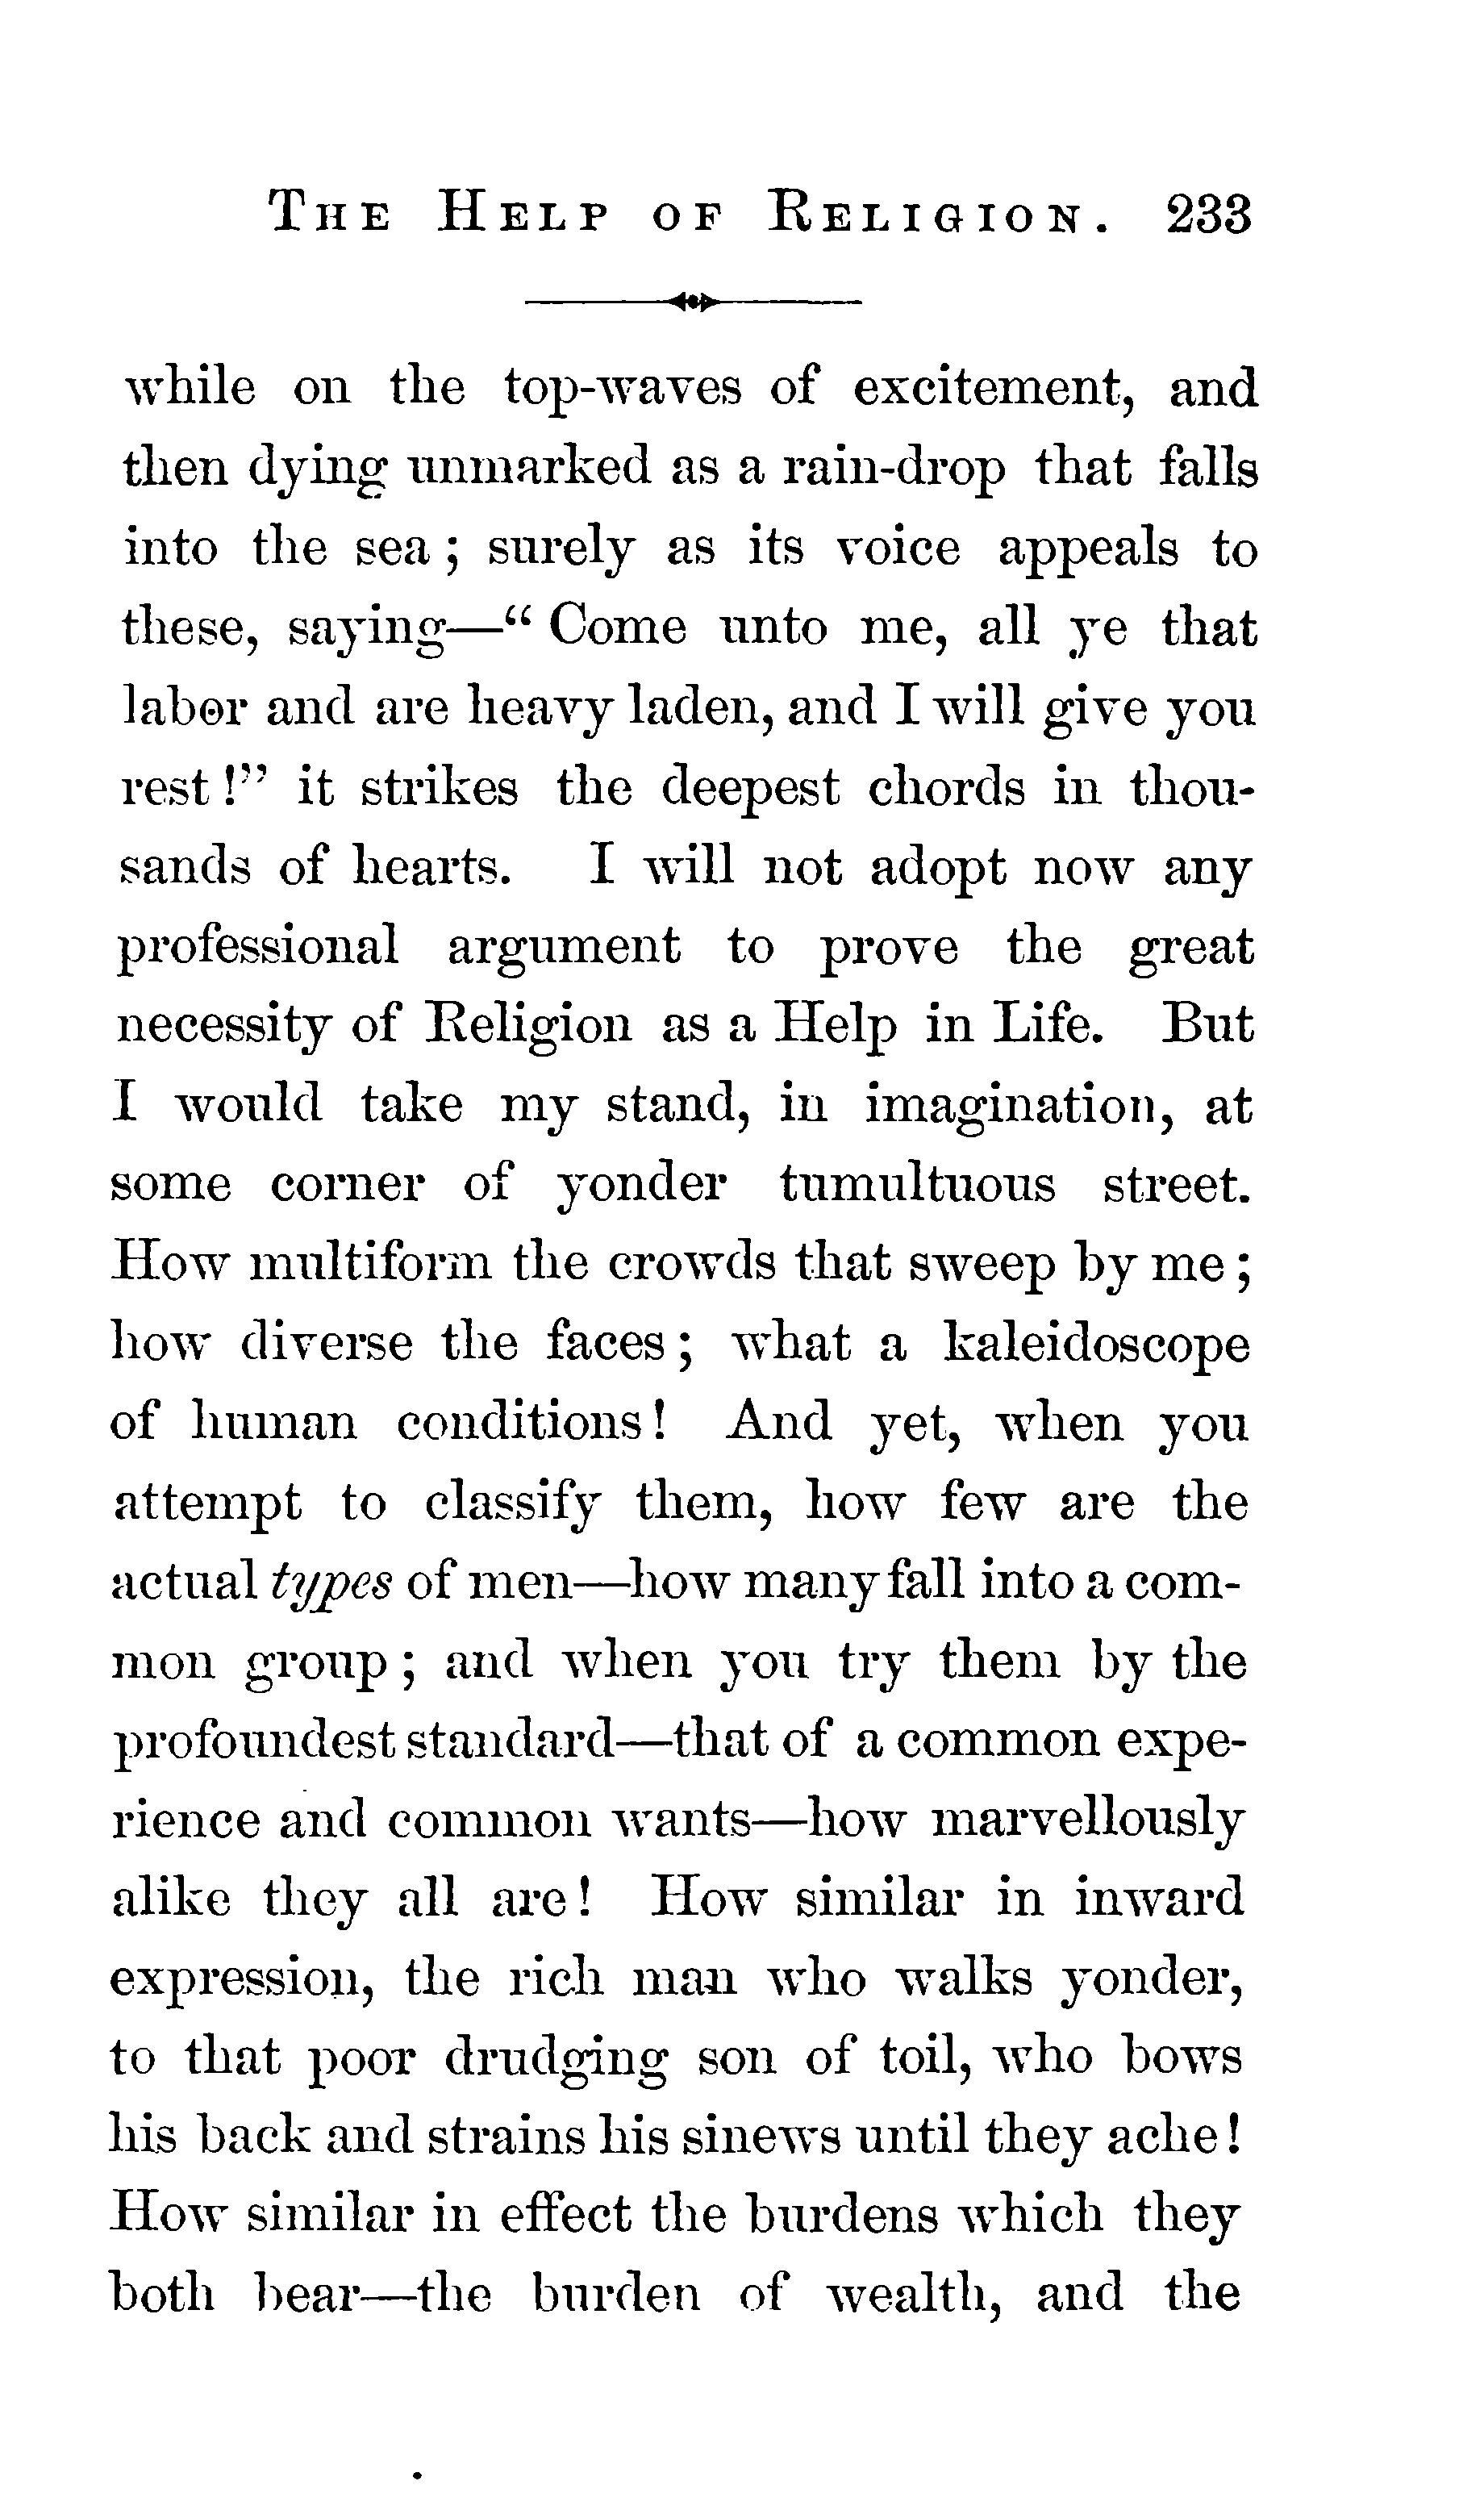 THE HELP OF RELIGION. 233
while on the top-waves of excitement, and
then dying unmarked as a rain-drop that falls
into the sea; surely as its voice appeals to
these, saying—“Come unto me, all ye that
labor and are heavy laden, and I will give you
rest!” it strikes the deepest chords in thou-
sands of hearts. I will not adopt now any
professional argument to prove the great
necessity of Religion as a Help in Life. But
I would take my stand, in imagination, at
some corner of yonder tumultuous street.
How multiform the crowds that sweep by me;
how diverse the faces; what a kaleidoscope
of human conditions! And yet, when you
attempt to classify them, how few are the
actual types of men—how many fall into a com-
mon group; and when you try them by the
profoundest standard—that of a common expe-
rience and common wants—how marvellously
alike they all are! How similar in inward
expression, the rich man who walks yonder,
to that poor drudging son of toil, who bows
his back and strains his sinews until they ache!
How similar in effect the burdens which they
both bear—the burden of wealth, and the